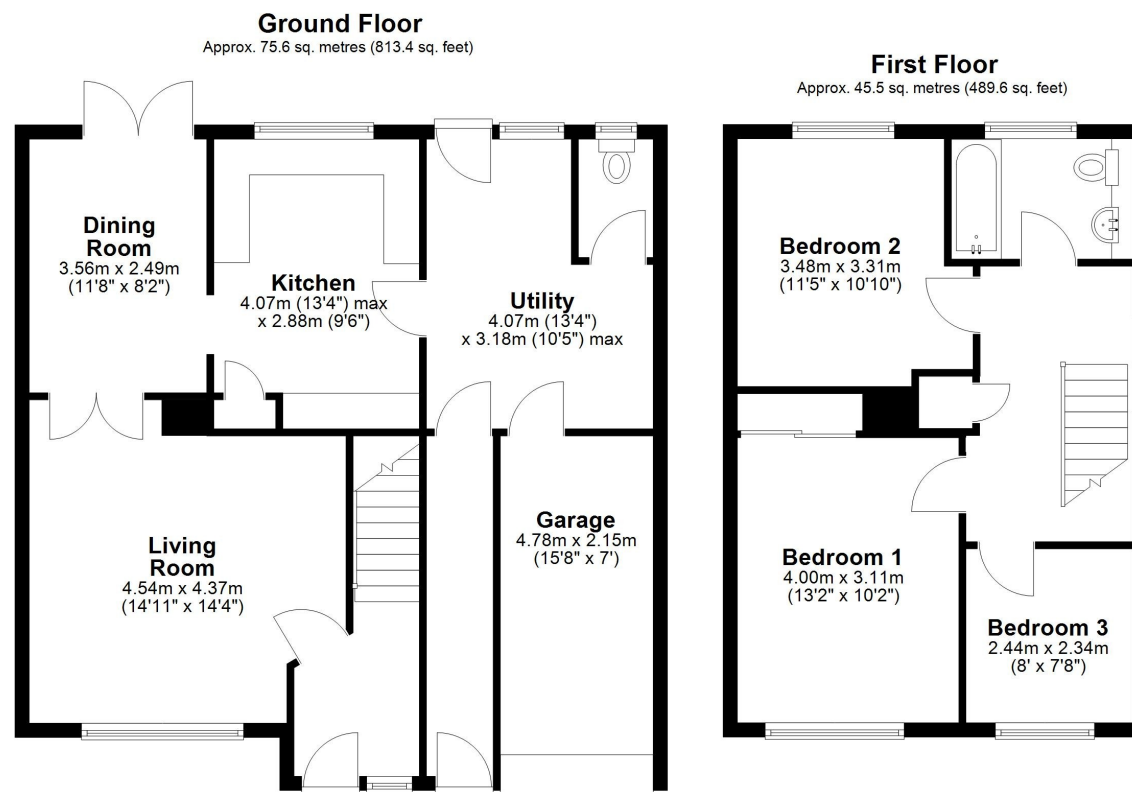 Ground Floor
Approx. 75.6 sq. metres (813.4 sq. feet)
Dining
Room
3.56m x 2.49m
(11'8" x 8'2")
Kitchen
4.07m (13'4") max
x 2.88m (9'6")
Utility
4.07m (13'4")
x 3.18m (10'5") max
Living
Room
4.54m x 4.37m
(14'11" x 14'4")
Garage
4.78m x 2.15m
(15'8" x 7')
First Floor
Approx. 45.5 sq. metres (489.6 sq. feet)
Bedroom 2
3.48m x 3.31m
(11'5" x 10'10")
Bedroom 1
4.00m x 3.11m
(13'2" x 10'2")
Bedroom 3
2.44m x 2.34m
(8' x 7'8")